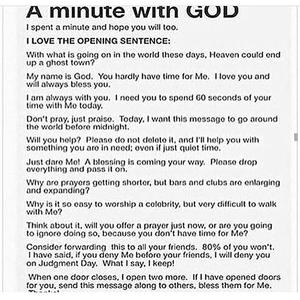 A minute with GOD
I spent a minute and hope you will too.
I LOVE THE OPENING SENTENCE:
With what is going on in the world these days, Heaven could end
up a ghost town?
My name is God. You hardly have time for Me. I love you and
will always bless you.
I am always with you. I need you to spend 60 seconds of your
time with Me today.
Don't pray, just praise. Today, I want this message to go around
the world before midnight.
Will you help? Please do not delete it, and I'll help you with
something you are in need; even if just quiet time.
Just dare Me! A blessing is coming your way. Please drop
everything and pass it on.
Why are prayers getting shorter, but bars and clubs are enlarging
and expanding?
Why is it so easy to worship a celebrity, but very difficult to walk
with Me?
Think about it, will you offer a prayer just now, or are you going
to ignore doing so, because you don't have time for Me?
Consider forwarding this to all your friends. 80% of you won't.
I have said, if you deny Me before your friends, I will deny you
on Judgment Day. What I say, I keep!
When one door closes, I open two more. If I have opened doors
for you, send this message along to others, bless them for Me.
Thanks!